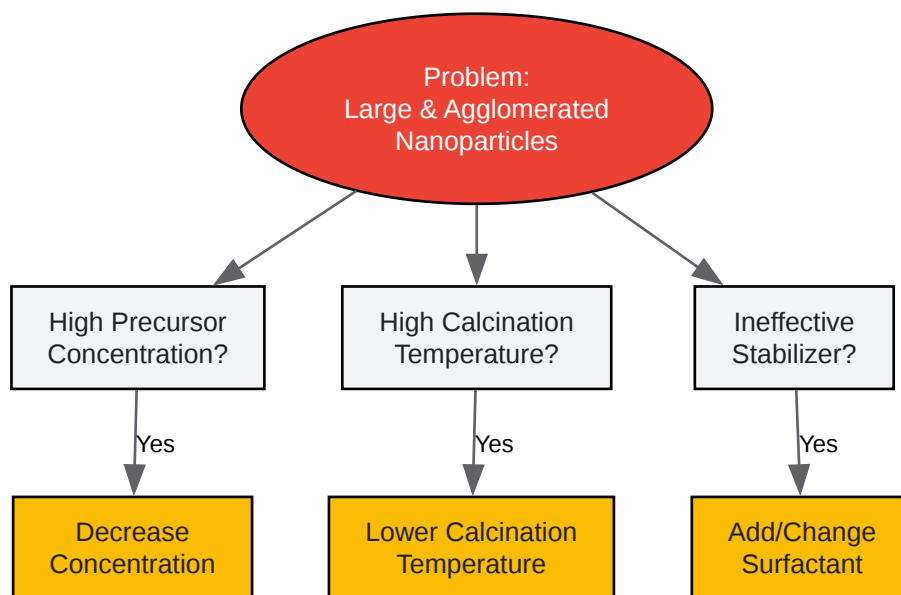 Problem:
Large & Agglomerated
Nanoparticles
High Precursor
Concentration?
High Calcination
Temperature?
Ineffective
Stabilizer?
Yes
Yes
Yes
Decrease
Concentration
Lower Calcination
Temperature
Add/Change
Surfactant